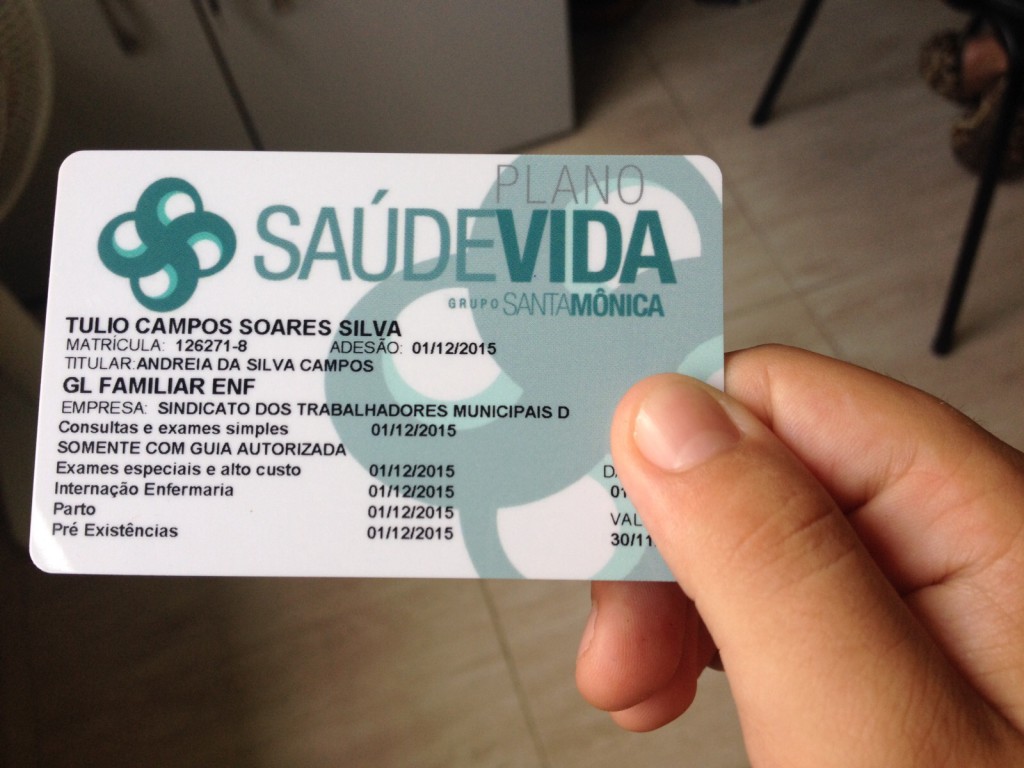 PLANO
SAÚDEVIDA
GRUPO SANTAMÔNICA
TULIO CAMPOS SOARES SILVA
MATRÍCULA: 126271-8 ADESÃO: 01/12/2015
TITULAR:ANDREIA DA SILVA CAMPOS
GL FAMILIAR ENF
EMPRESA: SINDICATO DOS TRABALHADORES MUNICIPAIS D
Consultas e exames simples 01/12/2015
SOMENTE COM GUIA AUTORIZADA
Exames especiais e alto custo 01/12/2015
Internação Enfermaria 01/12/2015
Parto 01/12/2015
Pré Existências 01/12/2015
VAL
30/11